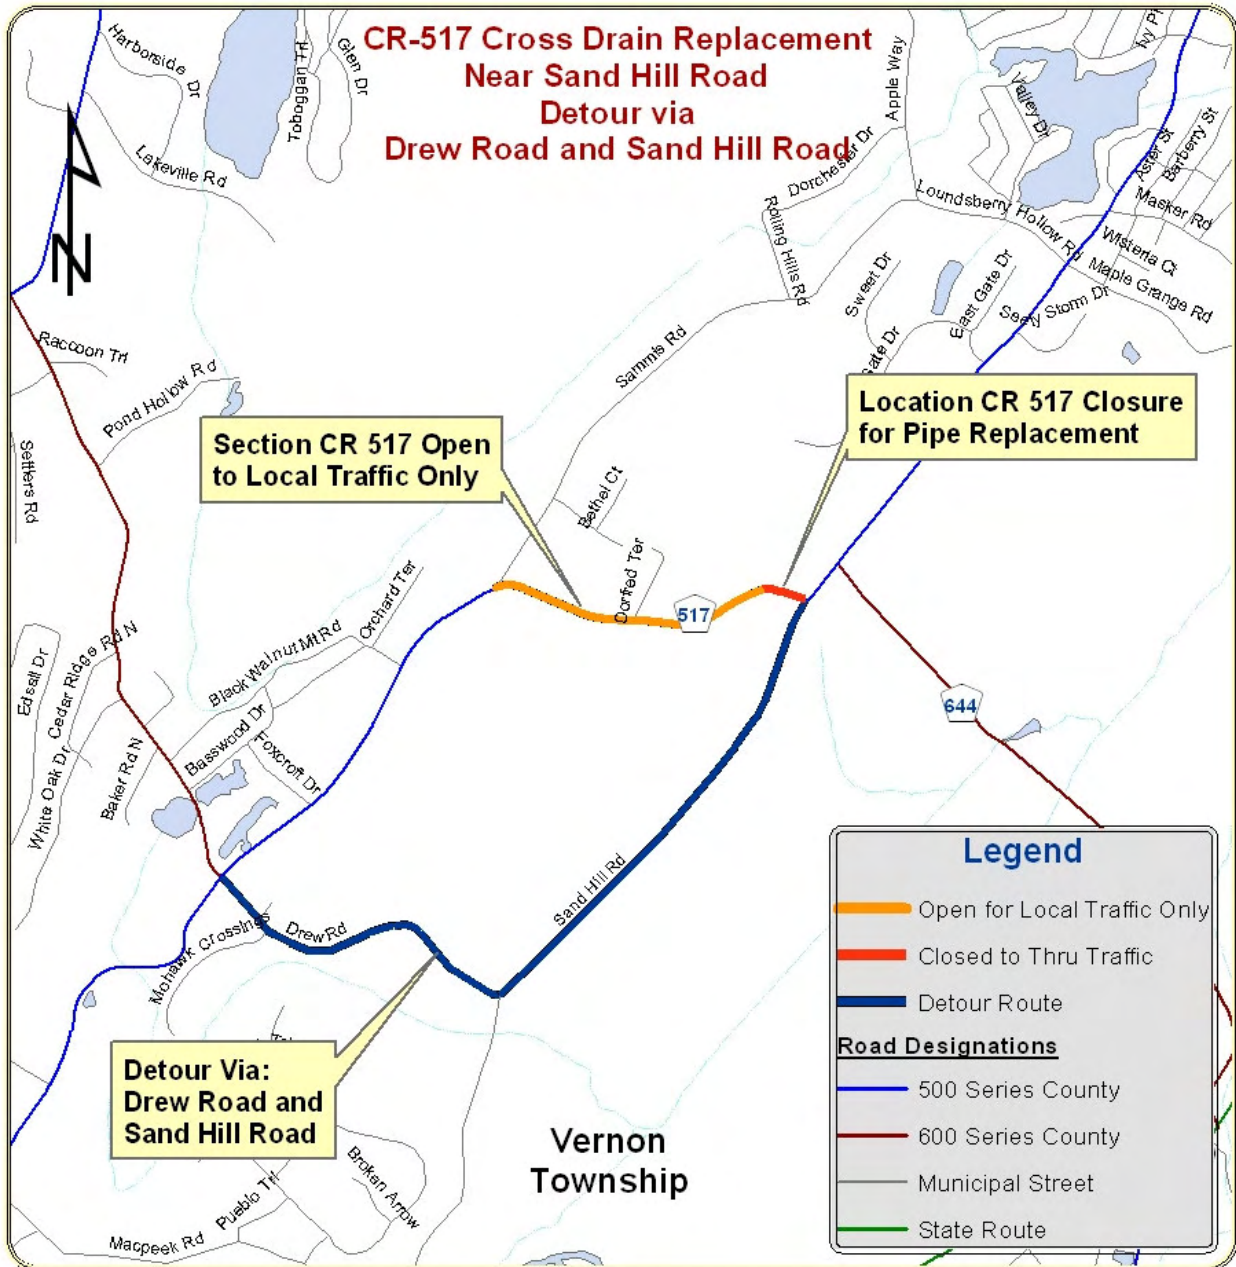 CR-517 Cross Drain Replacement
Near Sand Hill Road
Detour via
Drew Road and Sand Hill Road
Harborside Dr
Toboggan Trl
Glen Dr
Apple Way
Valley Dr
Aster St
Barberry St
Lakeville Rd
Dorchester Dr
Loundsberry Hollow Rd
Masker Rd
N
Rolling Hills Rd
Wisteria Ct
Maple Grange Rd
Sweet Dr
East Gate Dr
Seely Storm Dr
Raccoon Trl
Sammis Rd
Gate Dr
Pond Hollow Rd
Location CR 517 Closure
for Pipe Replacement
Section CR 517 Open
to Local Traffic Only
Settlers Rd
Bethel Ct
Dorfred Ter
Orchard Ter
517
Black Walnut Mt Rd
Edsall Dr
Cedar Ridge Rd N
644
Basswood Dr
Foxcroft Dr
White Oak Dr
Baker Rd N
Sand Hill Rd
Drew Rd
Mohawk Crossings
Legend
Open for Local Traffic Only
Closed to Thru Traffic
Detour Route
Road Designations
500 Series County
600 Series County
Municipal Street
State Route
Detour Via:
Drew Road and
Sand Hill Road
Vernon
Township
Broken Arrow
Pueblo Trl
Macpeek Rd